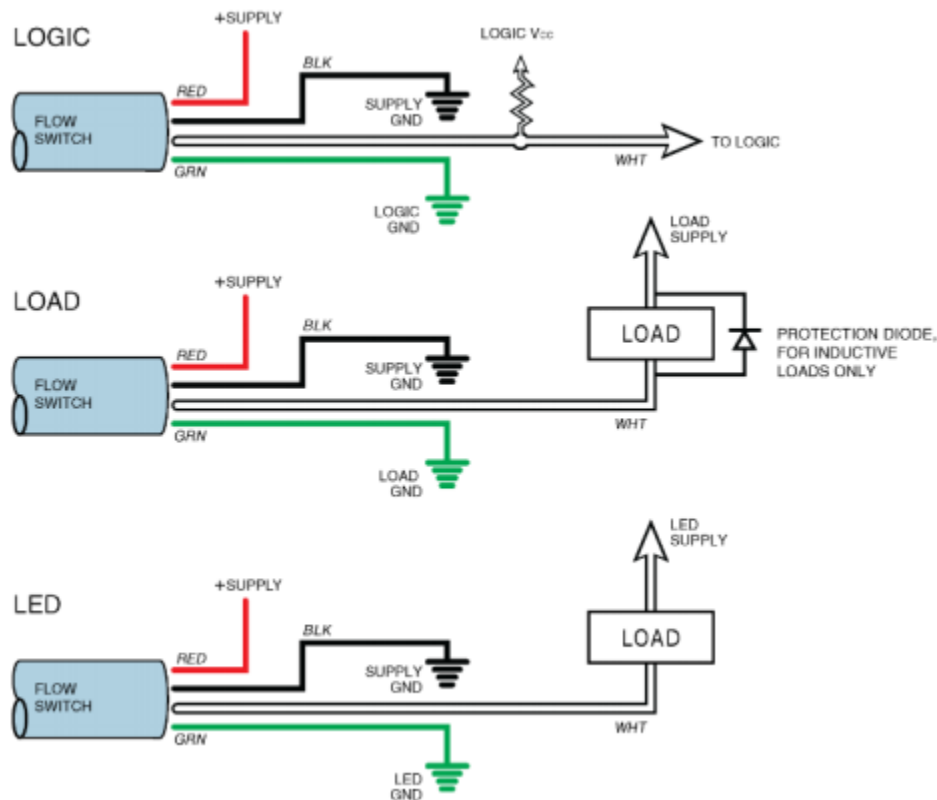 LOGIC
+SUPPLY
LOGIC Vcc
RED
BLK
FLOW
SWITCH
SUPPLY
GND
TO LOGIC
WHT
GRN
LOGIC
GND
LOAD
SUPPLY
LOAD
+SUPPLY
RED
BLK
FLOW
SWITCH
SUPPLY
GND
LOAD
PROTECTION DIODE,
FOR INDUCTIVE
LOADS ONLY
WHT
GRN
LOAD
GND
LED
SUPPLY
LED
+SUPPLY
RED
BLK
FLOW
SWITCH
SUPPLY
GND
LOAD
WHT
GRN
LED
GND